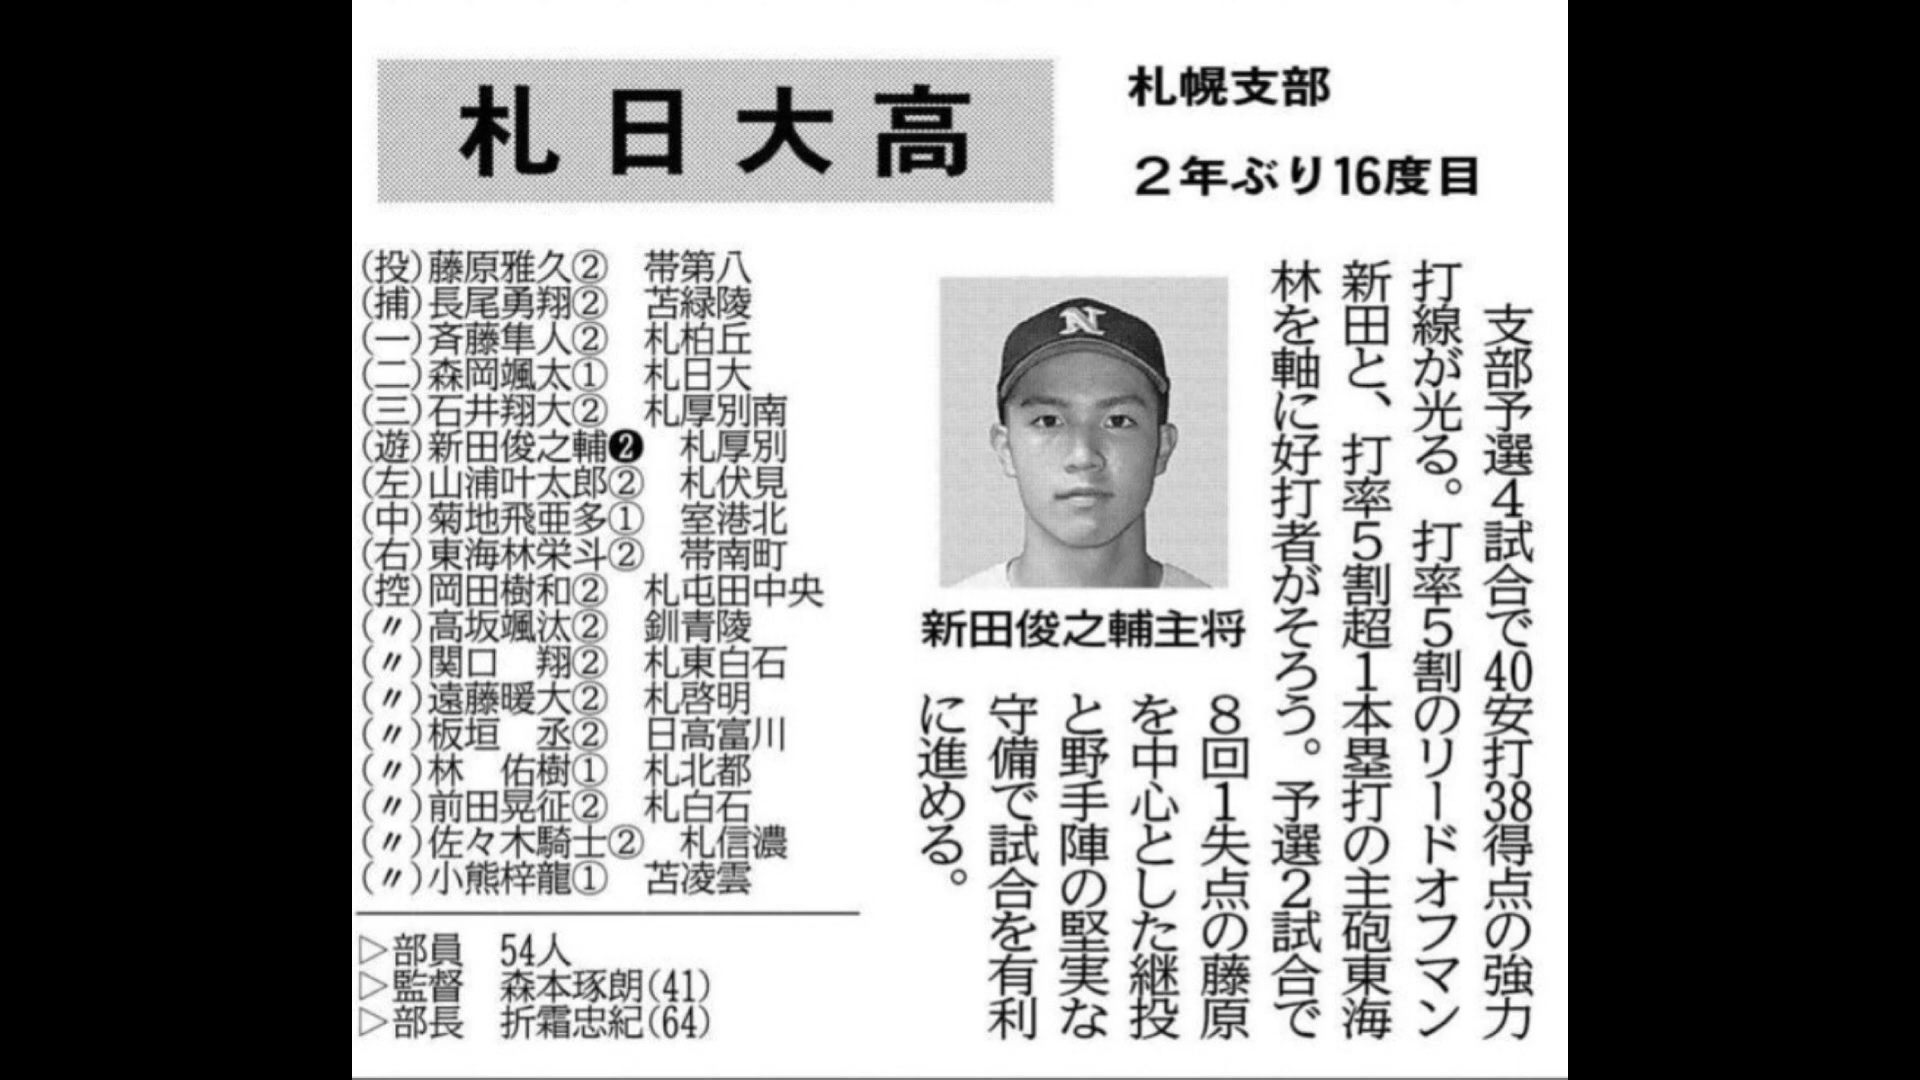 札日大高
札幌支部
2年ぶり16度目
(投)藤原雅久② 帯第八
(捕)長尾勇翔② 苫緑陵
(一)斉藤隼人② 札柏丘
(二)森岡颯太① 札日大
(三)石井翔大② 札厚別南
(遊)新田俊之輔❷ 札厚別
(左)山浦叶太郎② 札伏見
(中)菊地飛亜多① 室港北
(右)東海林栄斗② 帯南町
(控)岡田樹和② 札屯田中央
(〃)高坂颯汰② 釧青陵
(〃)関口 翔② 札東白石
(〃)遠藤暖大② 札啓明
(〃)板垣 丞② 日高富川
(〃)林 佑樹① 札北都
(〃)前田晃征② 札白石
(〃)佐々木騎士② 札信濃
(〃)小熊梓龍① 苫凌雲
▷部員 54人
▷監督 森本琢朗(41)
▷部長 折霜忠紀(64)
N
新田俊之輔主将
支部予選4試合で40安打38得点の強力
打線が光る。打率5割のリードオフマン
新田と、打率5割超1本塁打の主砲東海
林を軸に好打者がそろう。予選2試合で
8回1失点の藤原
を中心とした継投
と野手陣の堅実な
守備で試合を有利
に進める。